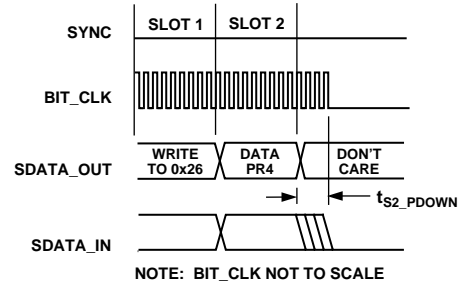 SYNC
SLOT 1
SLOT 2
BIT_CLK
SDATA_OUT
WRITE
TO 0x26
DATA
PR4
DON'T
CARE
tS2_PDOWN
SDATA_IN
NOTE: BIT_CLK NOT TO SCALE